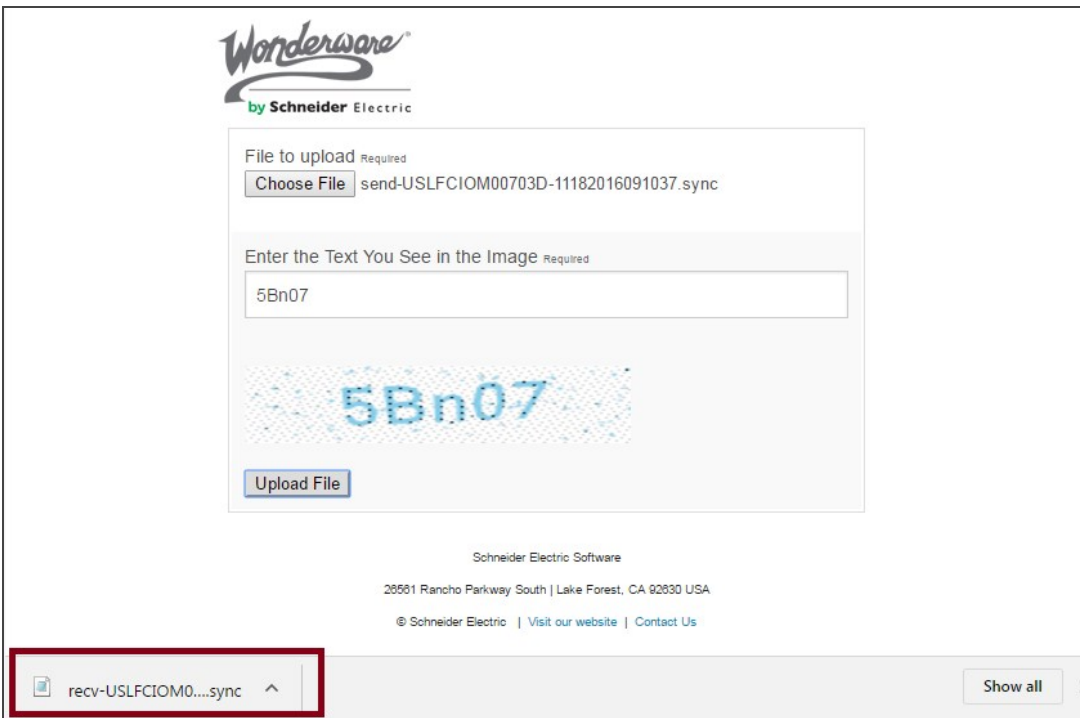 Wonderware®
by Schneider Electric
File to upload Required
Choose File send-USLFCIOM00703D-11182016091037.sync
Enter the Text You See in the Image Required
5Bn07
5Bn07
Upload File
Schneider Electric Software
26561 Rancho Parkway South | Lake Forest, CA 92630 USA
© Schneider Electric | Visit our website | Contact Us
recv-USLFCIOM0....sync
Show all